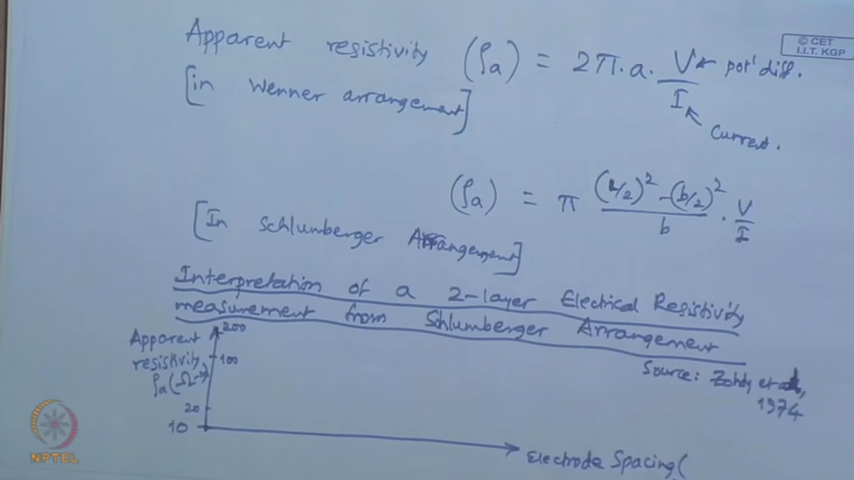 © CET
I.I.T. KGP
Apparent resistivity (ρa) = 2π.a. V/I ← pot' diff.
[in Wenner arrangement]
Current.
(ρa) = π (L/2)² - (b/2)² / b . V/I
[In Schlumberger Arrangement]
Interpretation of a 2-layer Electrical Resistivity
measurement from Schlumberger Arrangement
Source: Zohdy et al,
1974
Apparent
resistivity
ρa (Ω-
200
100
20
10
Electrode Spacing(
NPTEL